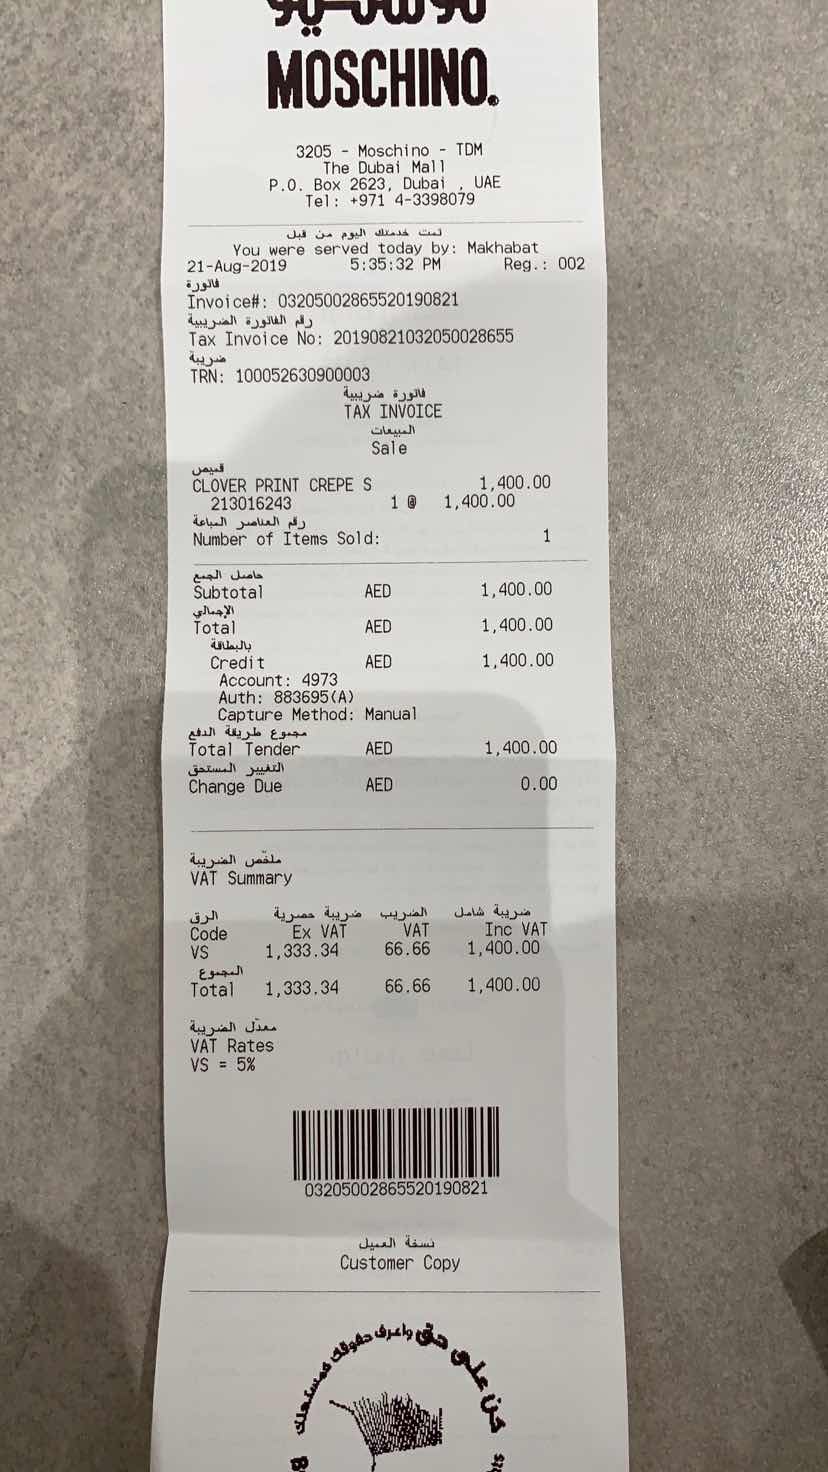 موسكينو
MOSCHINO.
3205 - Moschino - TDM
The Dubai Mall
P.O. Box 2623, Dubai , UAE
Tel: +971 4-3398079
تمت خدمتك اليوم من قبل
You were served today by: Makhabat
21-Aug-2019 5:35:32 PM Reg.: 002
فاتورة
Invoice#: 03205002865520190821
رقم الفاتورة الضريبية
Tax Invoice No: 20190821032050028655
ضريبة
TRN: 100052630900003
فاتورة ضريبية
TAX INVOICE
المبيعات
Sale
قميص
CLOVER PRINT CREPE S 1,400.00
213016243 1 @ 1,400.00
رقم العناصر المباعة
Number of Items Sold: 1
حاصل الجمع
Subtotal AED 1,400.00
الإجمالي
Total AED 1,400.00
بالبطاقة
Credit AED 1,400.00
Account: 4973
Auth: 883695(A)
Capture Method: Manual
مجموع طريقة الدفع
Total Tender AED 1,400.00
التغيير المستحق
Change Due AED 0.00
ملخّص الضريبة
VAT Summary
الرق ضريبة حصرية الضريب ضريبة شامل
Code Ex VAT VAT Inc VAT
VS 1,333.34 66.66 1,400.00
المجموع
Total 1,333.34 66.66 1,400.00
معدّل الضريبة
VAT Rates
VS = 5%
03205002865520190821
نسخة العميل
Customer Copy
كن على حق واعرف حقوقك كمستهلك